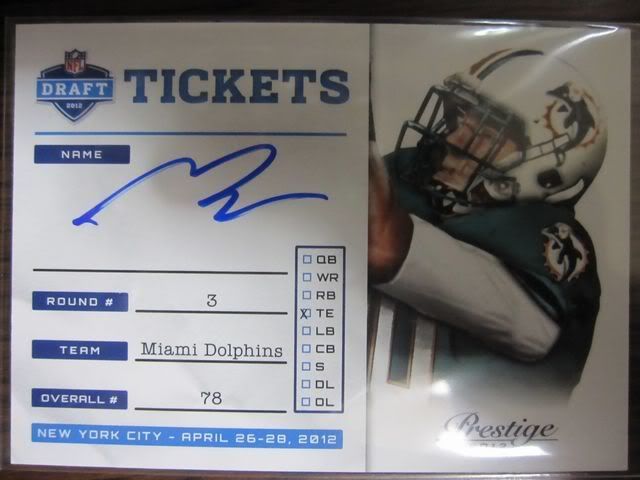 NFL
DRAFT
2012
TICKETS
NAME
ROUND # 3
TEAM Miami Dolphins
OVERALL # 78
QB
WR
RB
X TE
LB
CB
S
DL
OL
NEW YORK CITY - APRIL 26-28, 2012
Prestige